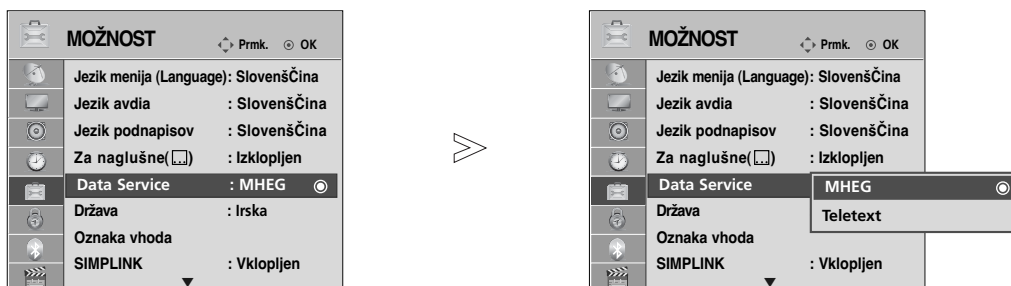 MOŽNOST Prmk. OK
Jezik menija (Language): SlovenšČina
Jezik avdia : SlovenšČina
Jezik podnapisov : SlovenšČina
Za naglušne(...) : Izklopljen
Data Service : MHEG
Država : Irska
Oznaka vhoda
SIMPLINK : Vklopljen
MOŽNOST Prmk. OK
Jezik menija (Language): SlovenšČina
Jezik avdia : SlovenšČina
Jezik podnapisov : SlovenšČina
Za naglušne(...) : Izklopljen
Data Service
MHEG
Država
Teletext
Oznaka vhoda
SIMPLINK : Vklopljen